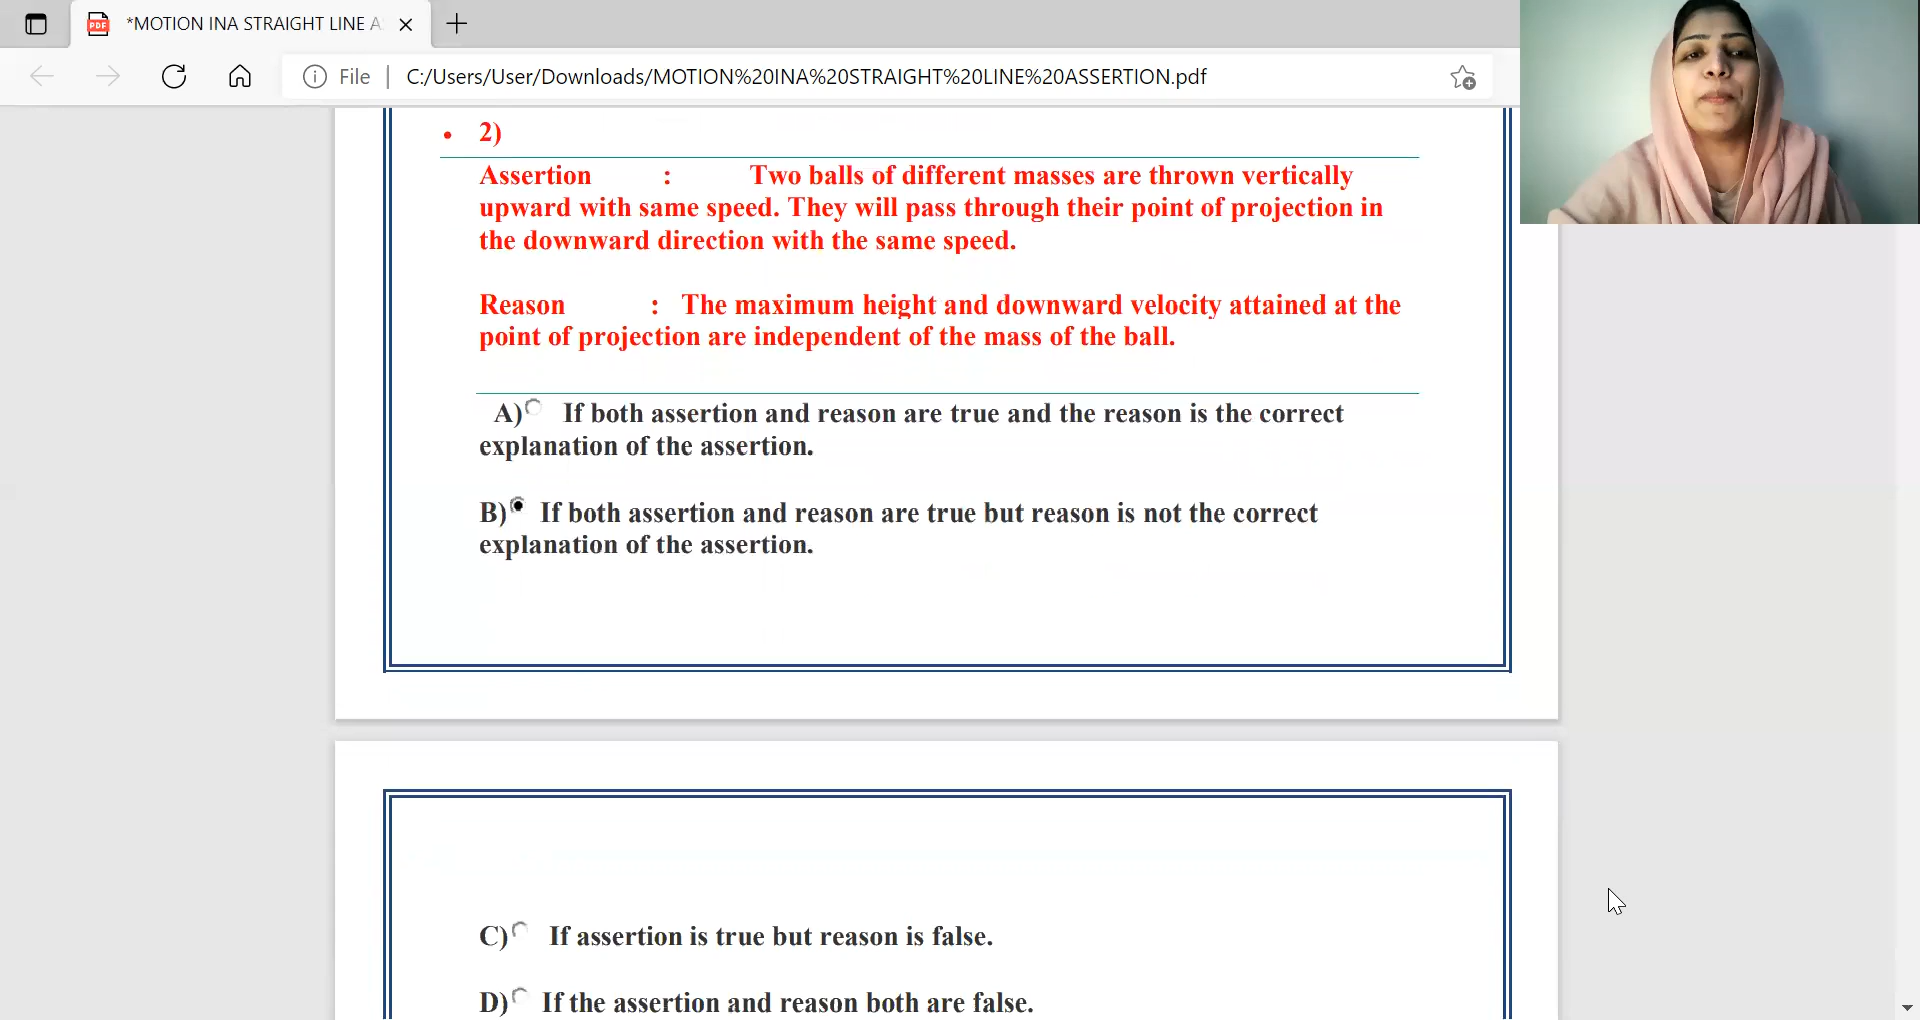 *MOTION INA STRAIGHT LINE A
File | C:/Users/User/Downloads/MOTION%20INA%20STRAIGHT%20LINE%20ASSERTION.pdf
• 2)
Assertion : Two balls of different masses are thrown vertically
upward with same speed. They will pass through their point of projection in
the downward direction with the same speed.
Reason : The maximum height and downward velocity attained at the
point of projection are independent of the mass of the ball.
A) If both assertion and reason are true and the reason is the correct
explanation of the assertion.
B) If both assertion and reason are true but reason is not the correct
explanation of the assertion.
C) If assertion is true but reason is false.
D) If the assertion and reason both are false.